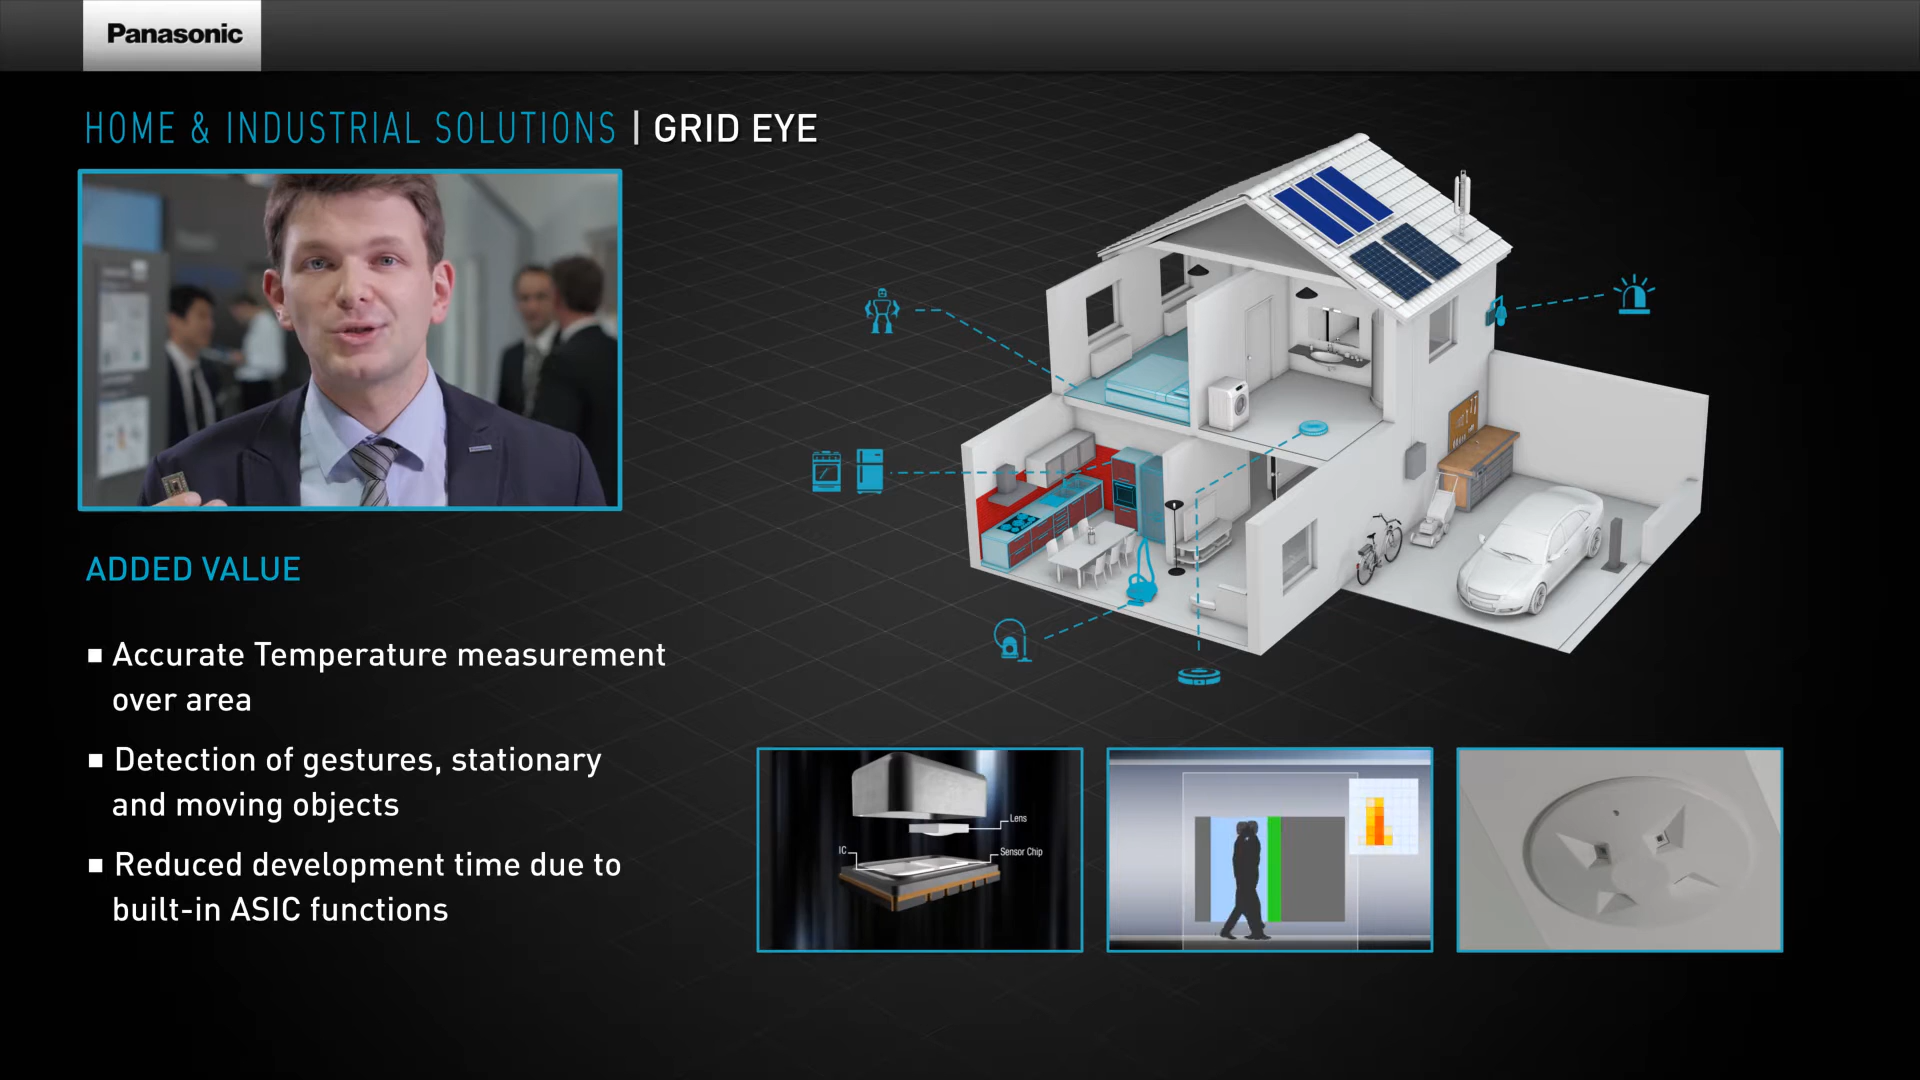 Panasonic
HOME & INDUSTRIAL SOLUTIONS | GRID EYE
ADDED VALUE
▪ Accurate Temperature measurement
over area
▪ Detection of gestures, stationary
and moving objects
▪ Reduced development time due to
built-in ASIC functions
Lens
IC
Sensor Chip